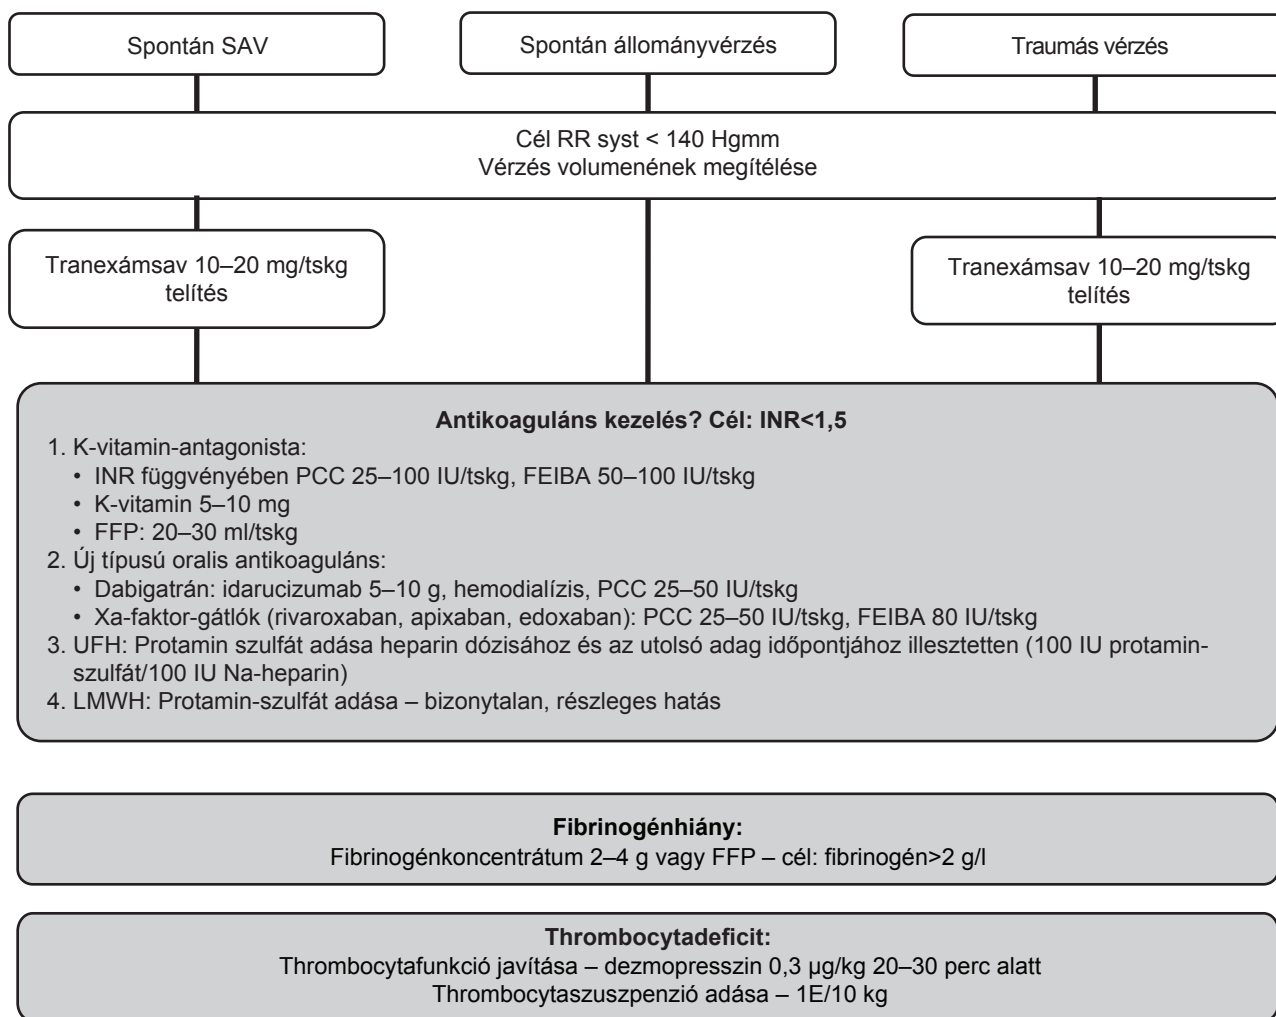 Spontán SAV
Spontán állományvérzés
Traumás vérzés
Cél RR syst < 140 Hgmm
Vérzés volumenének megítélése
Tranexámsav 10–20 mg/tskg
telítés
Tranexámsav 10–20 mg/tskg
telítés
Antikoaguláns kezelés? Cél: INR<1,5
1. K-vitamin-antagonista:
• INR függvényében PCC 25–100 IU/tskg, FEIBA 50–100 IU/tskg
• K-vitamin 5–10 mg
• FFP: 20–30 ml/tskg
2. Új típusú oralis antikoaguláns:
• Dabigatrán: idarucizumab 5–10 g, hemodialízis, PCC 25–50 IU/tskg
• Xa-faktor-gátlók (rivaroxaban, apixaban, edoxaban): PCC 25–50 IU/tskg, FEIBA 80 IU/tskg
3. UFH: Protamin szulfát adása heparin dózisához és az utolsó adag időpontjához illesztetten (100 IU protamin-
szulfát/100 IU Na-heparin)
4. LMWH: Protamin-szulfát adása – bizonytalan, részleges hatás
Fibrinogénhiány:
Fibrinogénkoncentrátum 2–4 g vagy FFP – cél: fibrinogén>2 g/l
Thrombocytadeficit:
Thrombocytafunkció javítása – dezmopresszin 0,3 µg/kg 20–30 perc alatt
Thrombocytaszuszpenzió adása – 1E/10 kg